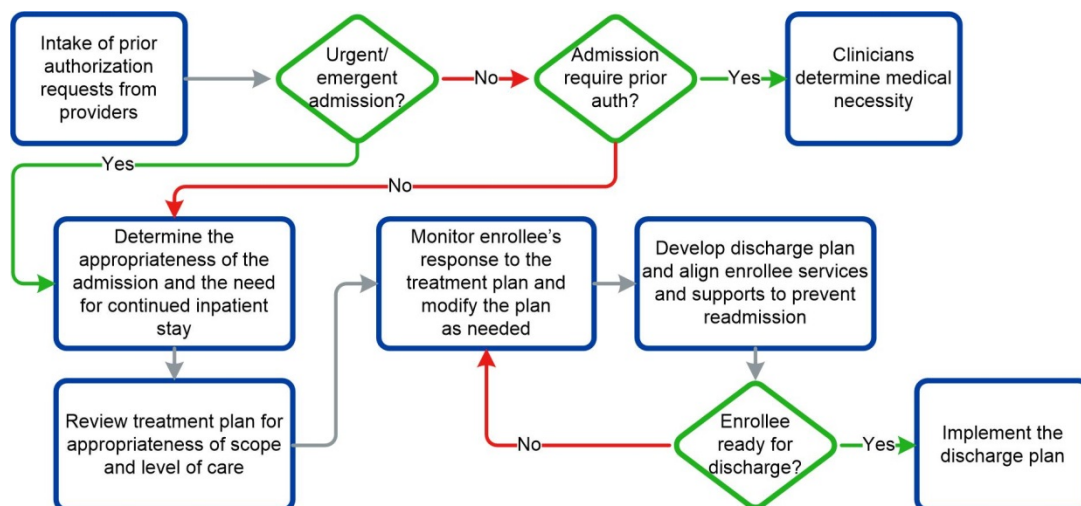 Intake of prior
authorization
requests from
providers
Urgent/
emergent
admission?
No
Admission
require prior
auth?
Yes
Clinicians
determine medical
necessity
Yes
No
Determine the
appropriateness of the
admission and the need
for continued inpatient
stay
Monitor enrollee’s
response to the
treatment plan and
modify the plan
as needed
Develop discharge plan
and align enrollee services
and supports to prevent
readmission
Review treatment plan for
appropriateness of scope
and level of care
No
Enrollee
ready for
discharge?
Yes
Implement the
discharge plan